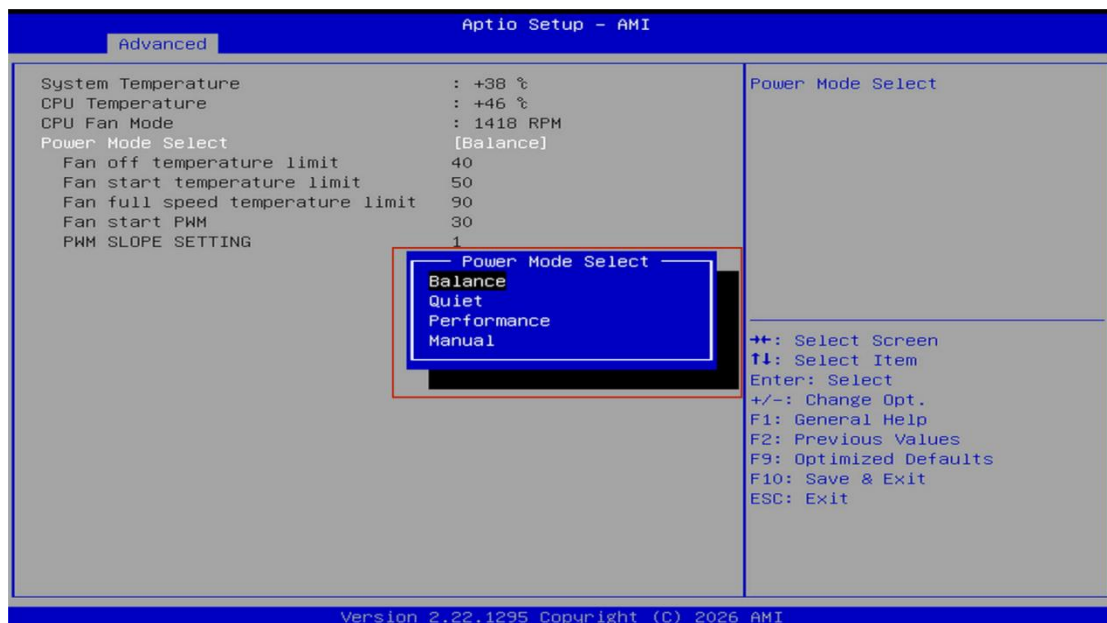 Aptio Setup – AMI
Advanced
System Temperature : +38 ℃
CPU Temperature : +46 ℃
CPU Fan Mode : 1418 RPM
Power Mode Select [Balance]
Fan off temperature limit 40
Fan start temperature limit 50
Fan full speed temperature limit 90
Fan start PWM 30
PWM SLOPE SETTING 1
Power Mode Select
Balance
Quiet
Performance
Manual
Power Mode Select
→←: Select Screen
↑↓: Select Item
Enter: Select
+/-: Change Opt.
F1: General Help
F2: Previous Values
F9: Optimized Defaults
F10: Save & Exit
ESC: Exit
Version 2.22.1295 Copyright (C) 2026 AMI